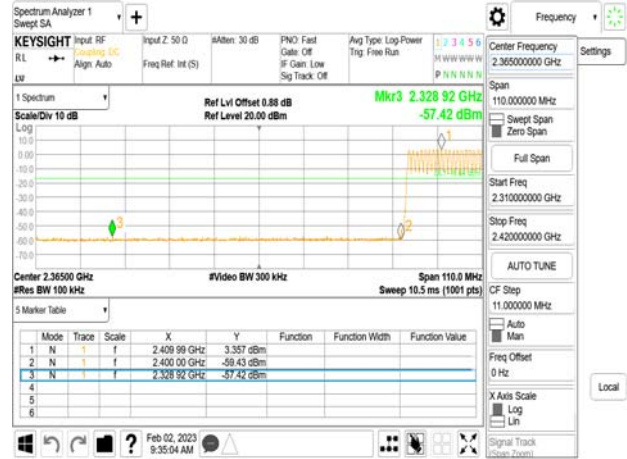 Spectrum Analyzer 1
Swept SA
Frequency
KEYSIGHT
RL
Input: RF
Coupling: DC
Align: Auto
Input Z: 50 Ω
Freq Ref: Int (S)
#Atten: 30 dB
PNO: Fast
Gate: Off
IF Gain: Low
Sig Track: Off
Avg Type: Log-Power
Trig: Free Run
1 2 3 4 5 6
M W W W W W
P N N N N N
1 Spectrum
Scale/Div 10 dB
Ref Lvl Offset 0.88 dB
Ref Level 20.00 dBm
Mkr3 2.328 92 GHz
-57.42 dBm
Log
10.0
0.00
-10.0
-20.0
-30.0
-40.0
-50.0
-60.0
-70.0
1
2
3
Center 2.36500 GHz
#Res BW 100 kHz
#Video BW 300 kHz
Span 110.0 MHz
Sweep 10.5 ms (1001 pts)
5 Marker Table
Mode Trace Scale X Y Function Function Width Function Value
1 N 1 f 2.409 99 GHz 3.357 dBm
2 N 1 f 2.400 00 GHz -59.43 dBm
3 N 1 f 2.328 92 GHz -57.42 dBm
4
5
6
Feb 02, 2023
9:35:04 AM
Center Frequency
2.365000000 GHz
Settings
Span
110.000000 MHz
Swept Span
Zero Span
Full Span
Start Freq
2.310000000 GHz
Stop Freq
2.420000000 GHz
AUTO TUNE
CF Step
11.000000 MHz
Auto
Man
Freq Offset
0 Hz
Local
X Axis Scale
Log
Lin
Signal Track
(Span Zoom)